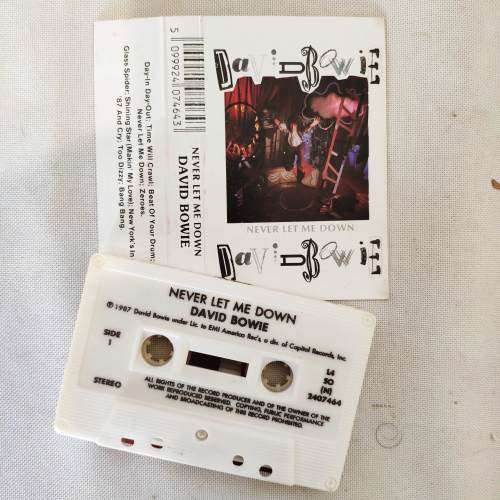 DaViD BoWiE
NEVER LET ME DOWN
DaViD BoWiE
5 099924 074643
NEVER LET ME DOWN
DAVID BOWIE
Day-In Day-Out; Time Will Crawl; Beat Of Your Drum;
Never Let Me Down; Zeroes.
Glass Spider; Shining Star (Makin' My Love); New York's In
'87 And Cry; Too Dizzy; Bang Bang.
NEVER LET ME DOWN
DAVID BOWIE
℗ 1987 David Bowie under Lic. to EMI America Rec's, a div. of Capitol Records, Inc.
SIDE
1
L4
SO
(N)
2407464
STEREO
ALL RIGHTS OF THE RECORD PRODUCER AND OF THE OWNER OF THE
WORK REPRODUCED RESERVED. COPYING, PUBLIC PERFORMANCE
AND BROADCASTING OF THIS RECORD PROHIBITED.